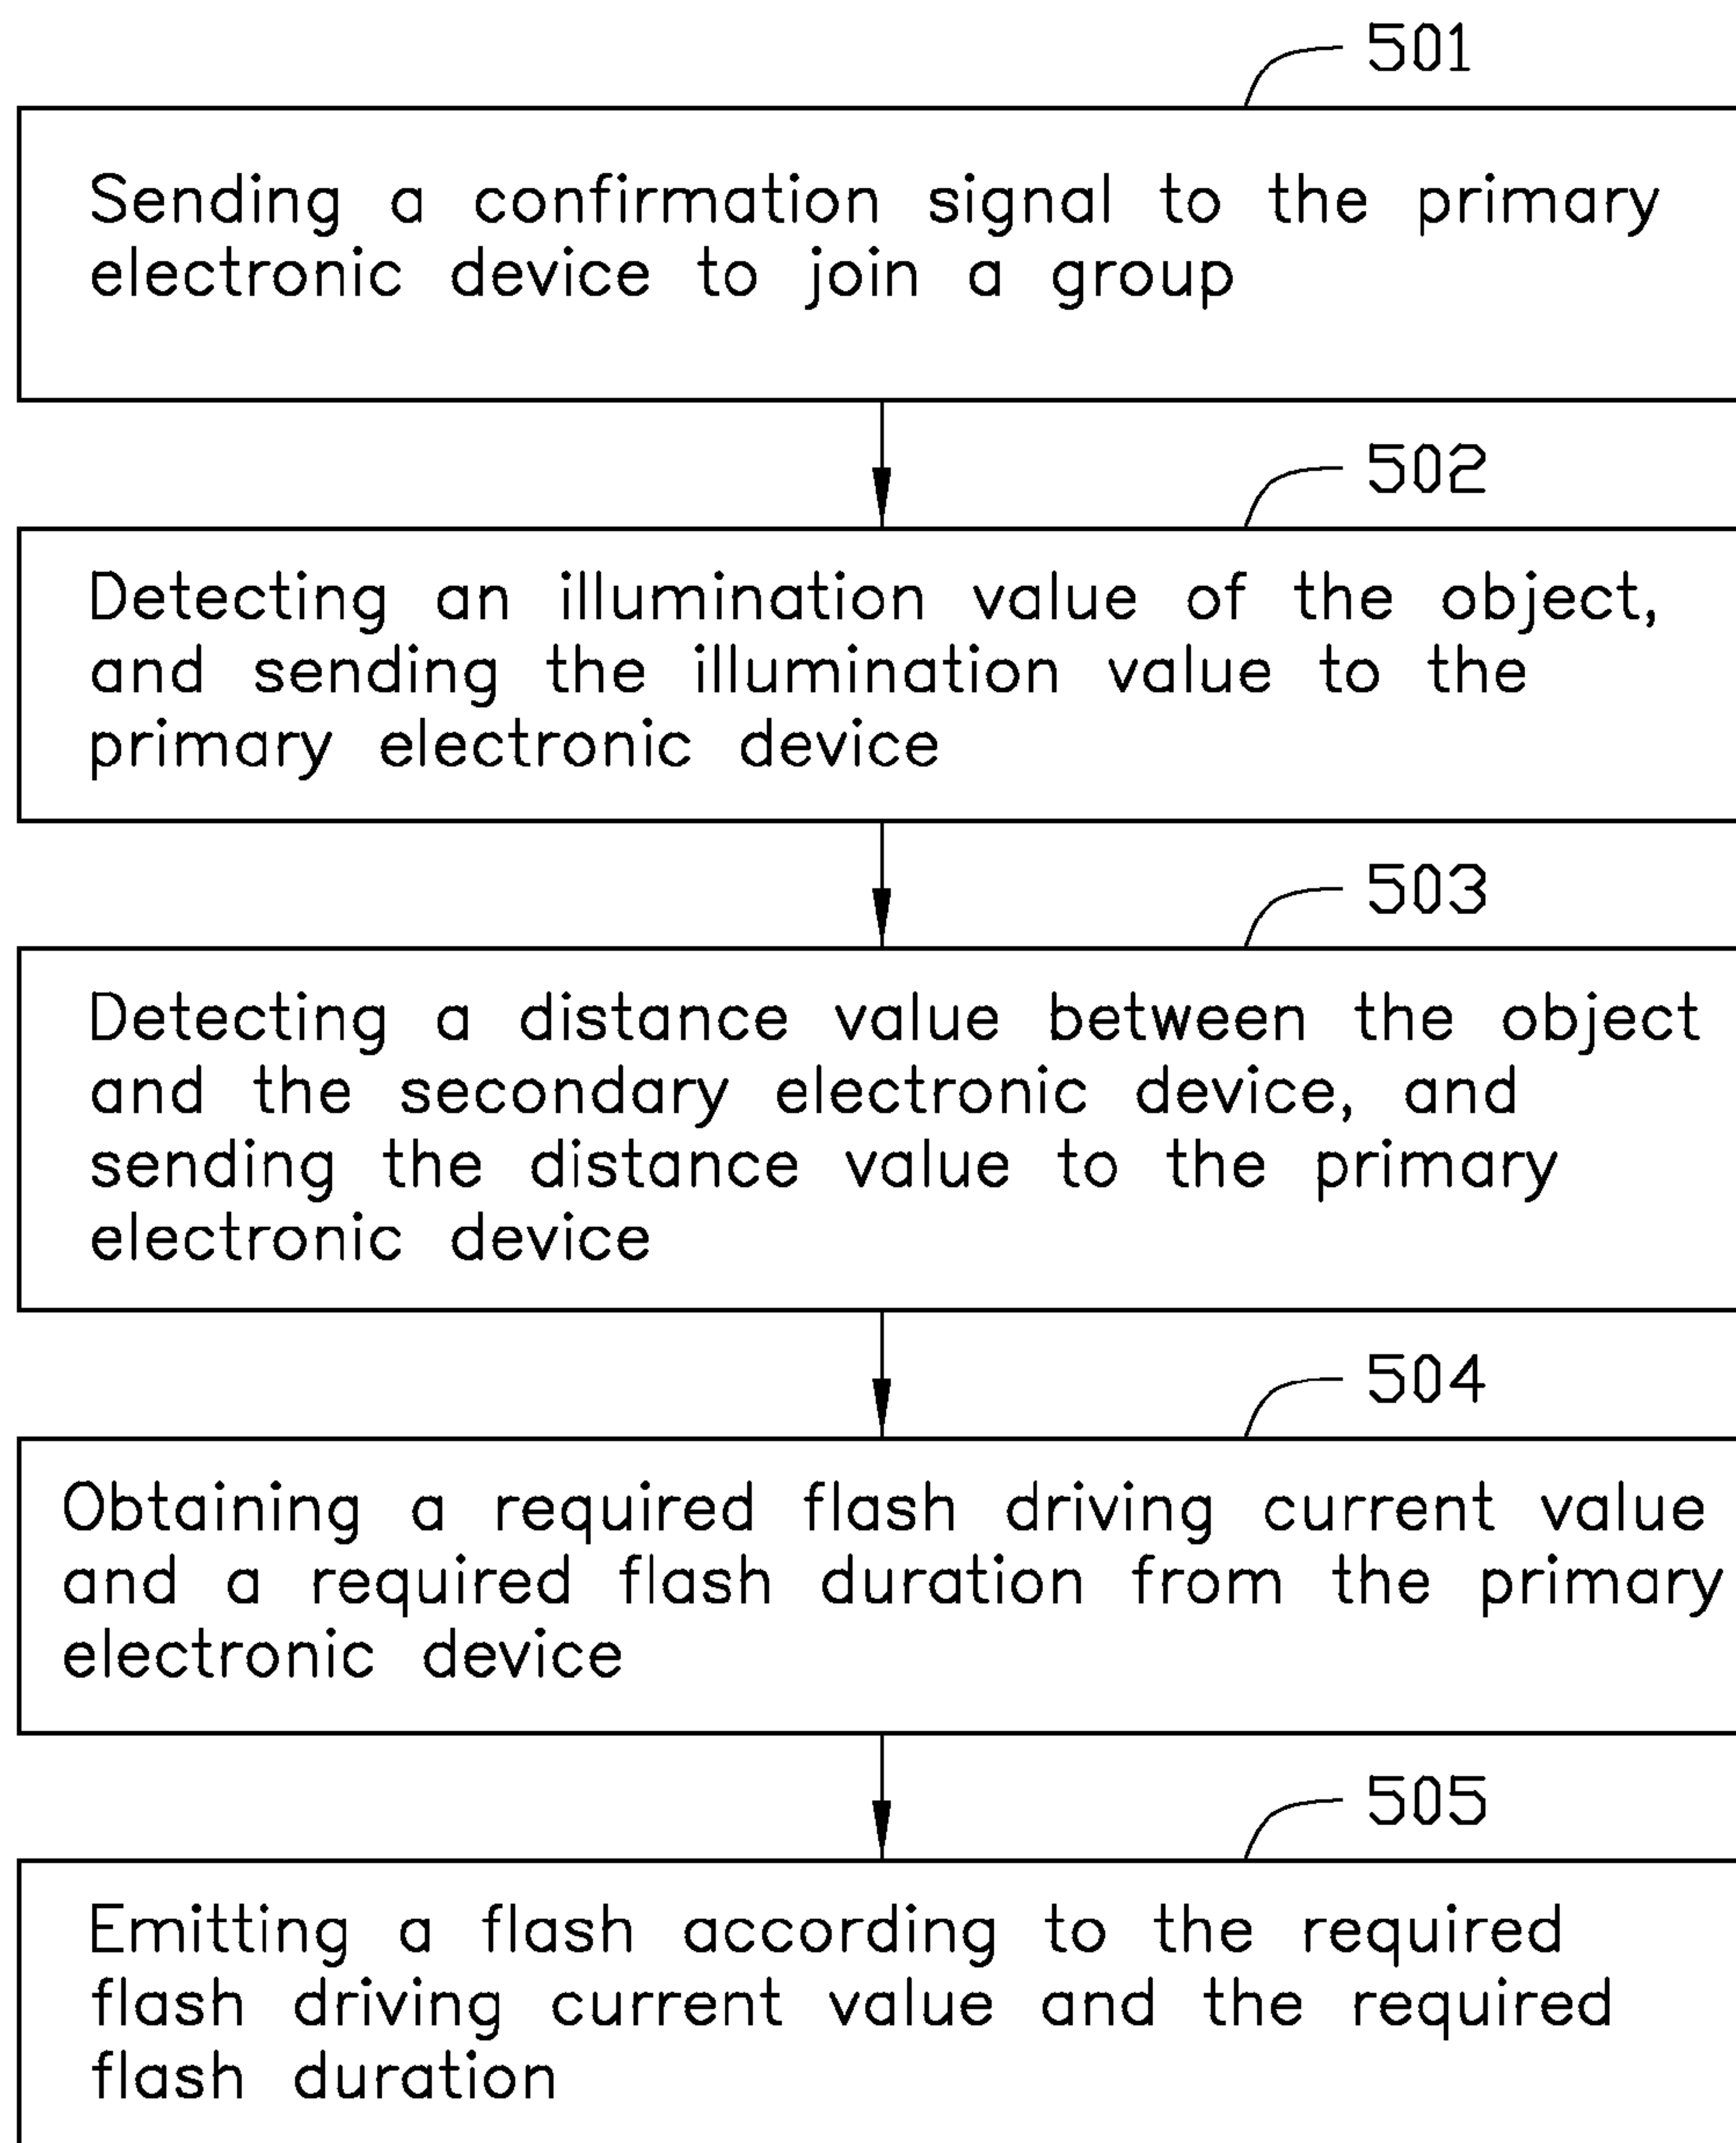 501
Sending a confirmation signal to the primary
electronic device to join a group
502
Detecting an illumination value of the object,
and sending the illumination value to the
primary electronic device
503
Detecting a distance value between the object
and the secondary electronic device, and
sending the distance value to the primary
electronic device
504
Obtaining a required flash driving current value
and a required flash duration from the primary
electronic device
505
Emitting a flash according to the required
flash driving current value and the required
flash duration